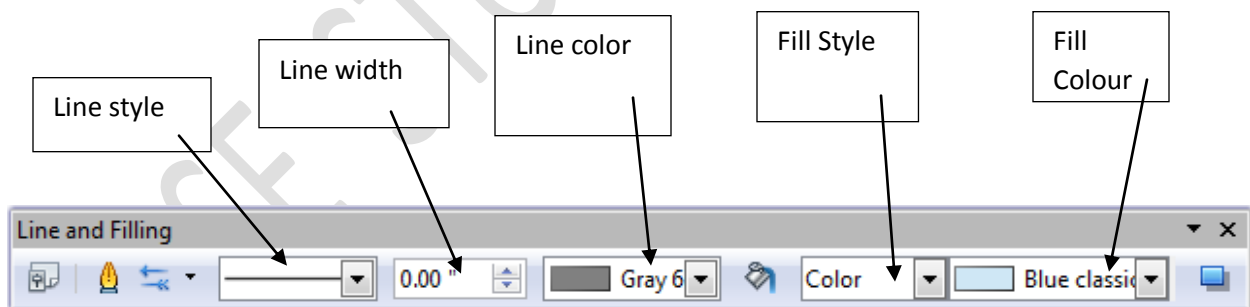 Line style
Line width
Line color
Fill Style
Fill
Colour
Line and Filling
0.00 "
Gray 6
Color
Blue classic